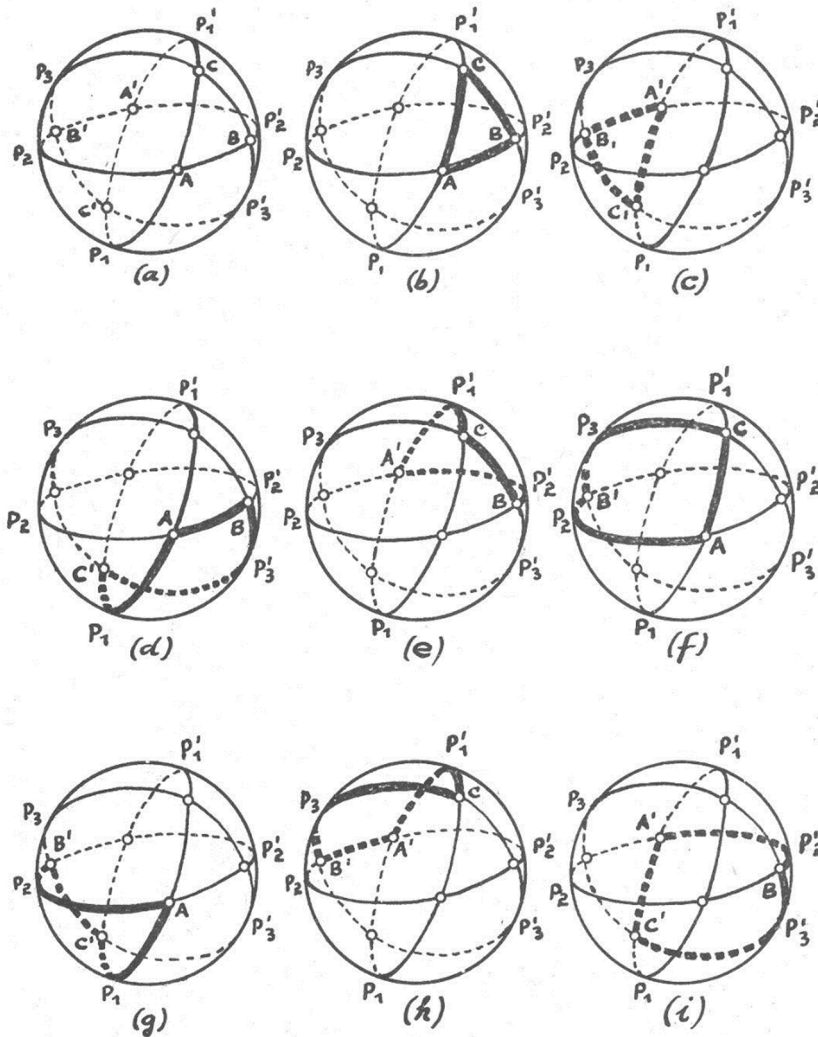 P₁' P₃ C A' B' P₂' P₂ B A C' P₃' P₁
(a)
P₁' P₃ C P₂' P₂ B A P₃' P₁
(b)
P₁' P₃ A' P₂' B' P₂ C' P₃' P₁
(c)
P₁' P₃ P₂' A P₂ B C' P₃' P₁
(d)
P₁' P₃ C A' P₂' B P₂ P₃' P₁
(e)
P₁' P₃ C P₂' B' P₂ A P₃' P₁
(f)
P₁' P₃ B' P₂' P₂ A P₃' C' P₁
(g)
P₁' P₃ C A' P₂' B' P₂ P₃' P₁
(h)
P₁' P₃ A' P₂' B P₂ C' P₃' P₁
(i)